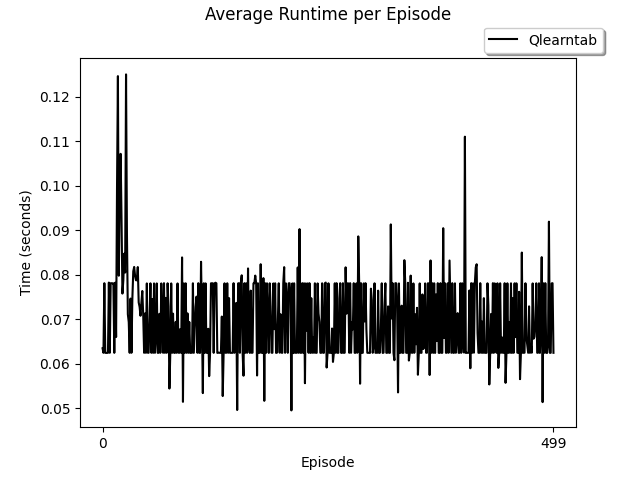 Average Runtime per Episode
Qlearntab
0.12
0.11
0.10
0.09
0.08
0.07
0.06
0.05
Time (seconds)
0
499
Episode